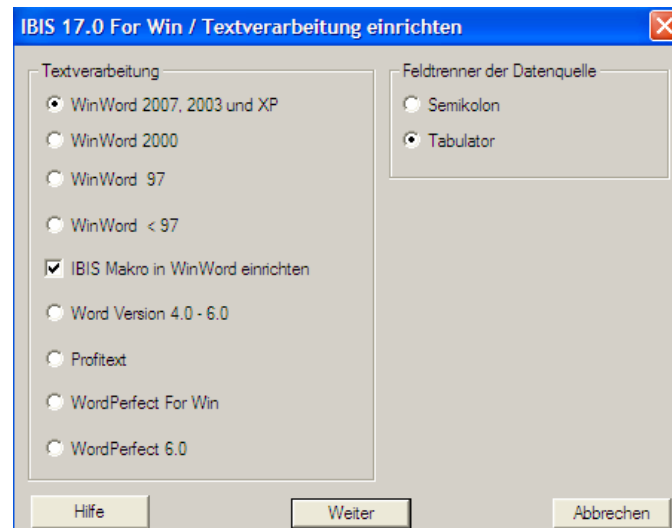 IBIS 17.0 For Win / Textverarbeitung einrichten
Textverarbeitung
WinWord 2007, 2003 und XP
WinWord 2000
WinWord 97
WinWord < 97
IBIS Makro in WinWord einrichten
Word Version 4.0 - 6.0
Profitext
WordPerfect For Win
WordPerfect 6.0
Feldtrenner der Datenquelle
Semikolon
Tabulator
Hilfe
Weiter
Abbrechen